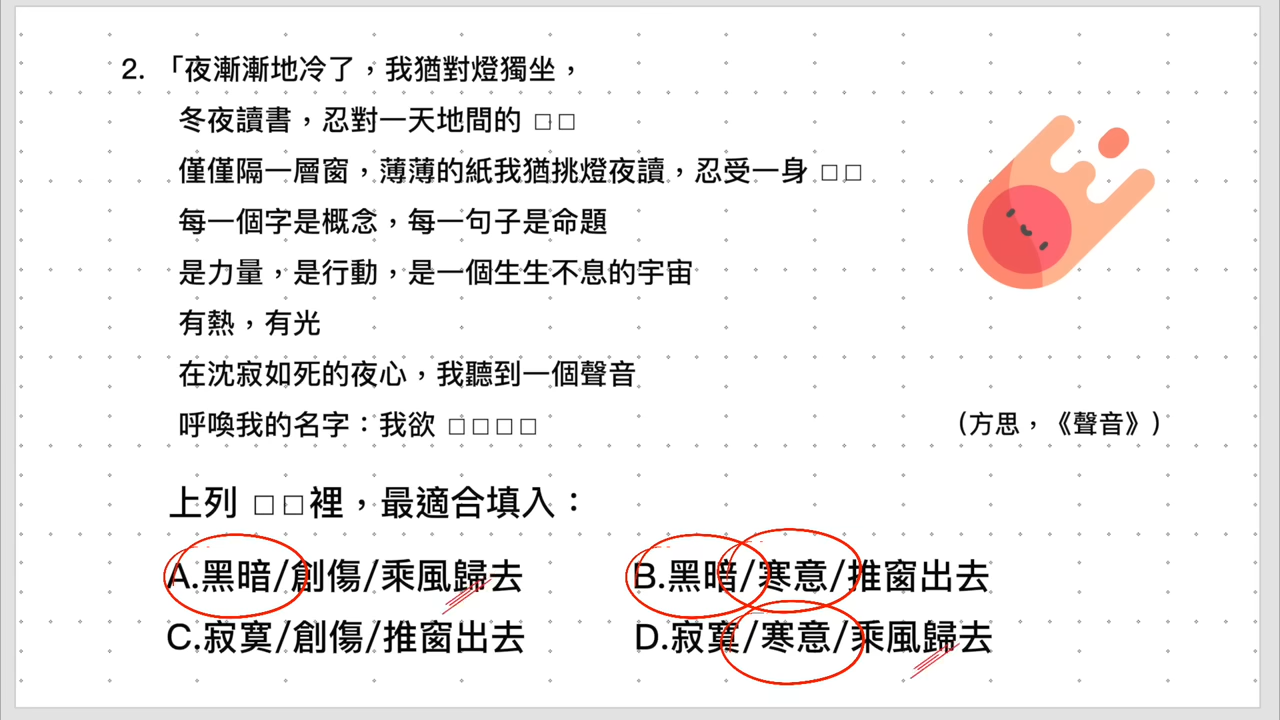 2. 「夜漸漸地冷了，我猶對燈獨坐，
冬夜讀書，忍對一天地間的 □□
僅僅隔一層窗，薄薄的紙我猶挑燈夜讀，忍受一身 □□
每一個字是概念，每一句子是命題
是力量，是行動，是一個生生不息的宇宙
有熱，有光
在沈寂如死的夜心，我聽到一個聲音
呼喚我的名字：我欲 □□□□ （方思，《聲音》）
上列 □□裡，最適合填入：
A.黑暗/創傷/乘風歸去 B.黑暗/寒意/推窗出去
C.寂寞/創傷/推窗出去 D.寂寞/寒意/乘風歸去